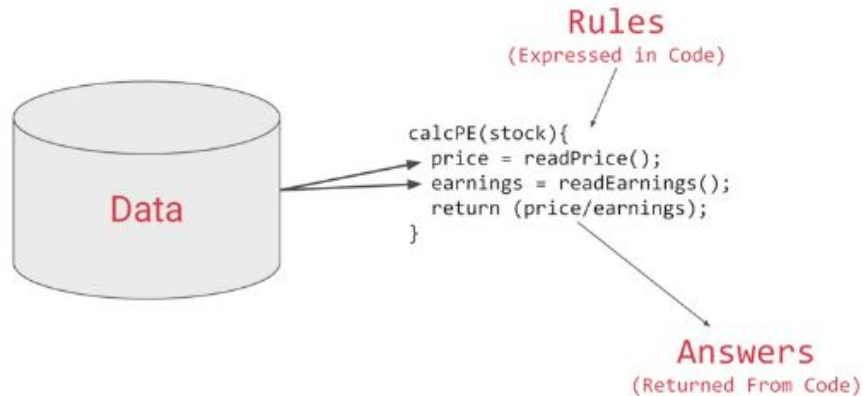 Rules
(Expressed in Code)
calcPE(stock){
  price = readPrice();
  earnings = readEarnings();
  return (price/earnings);
}
Data
Answers
(Returned From Code)